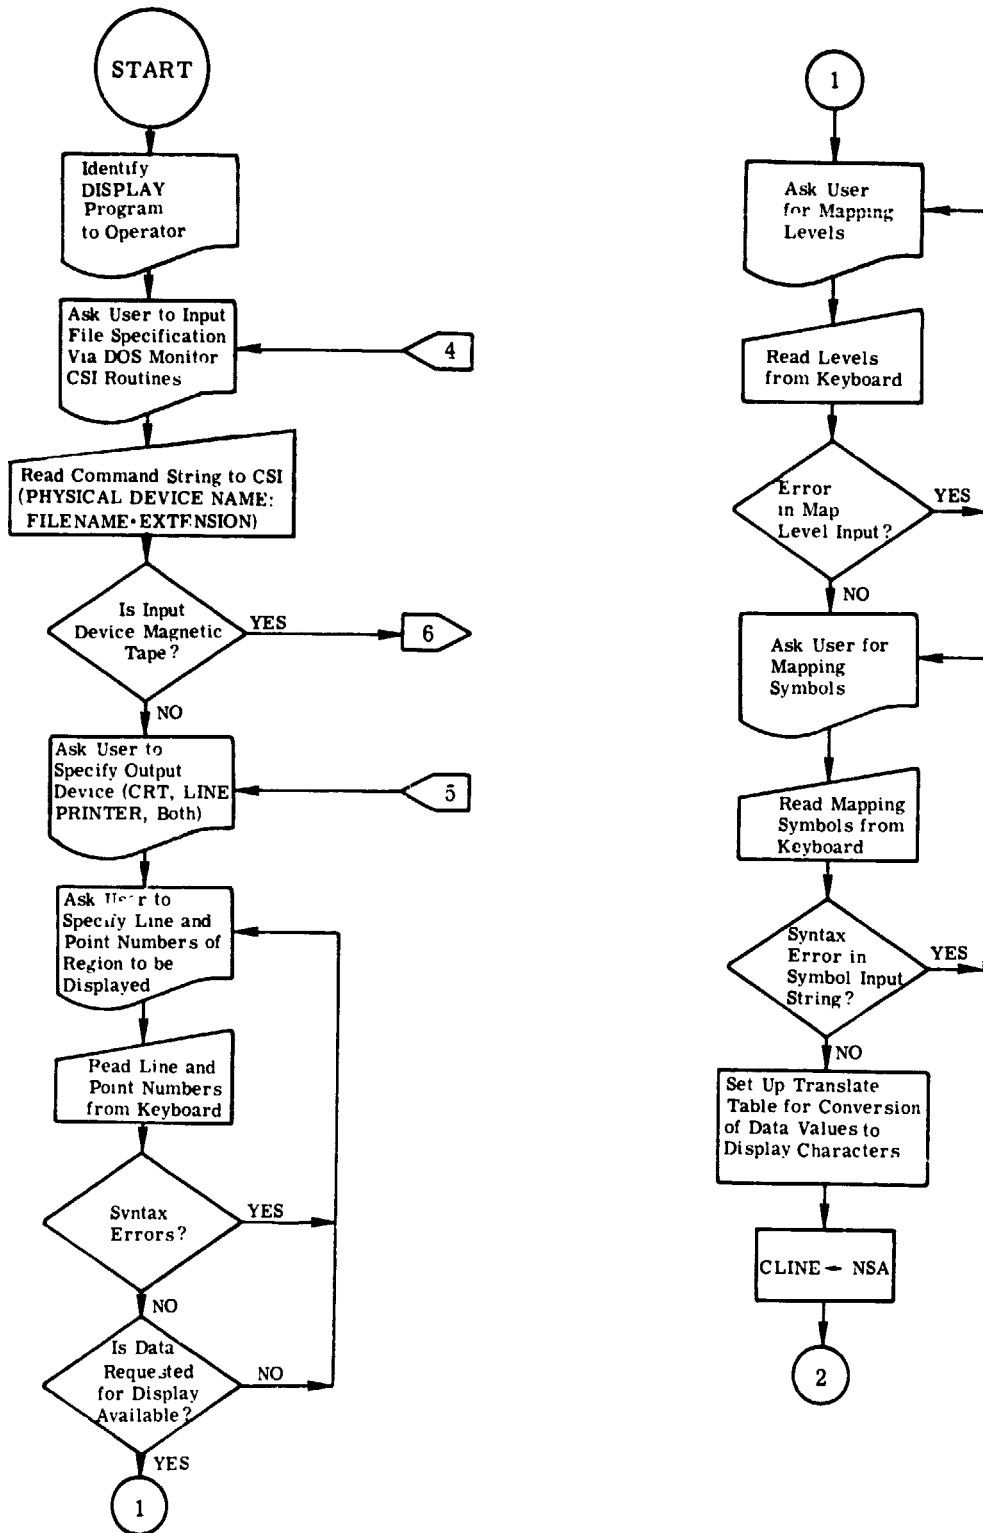 START
Identify
DISPLAY
Program
to Operator
Ask User to Input
File Specification
Via DOS Monitor
CSI Routines
4
Read Command String to CSI
(PHYSICAL DEVICE NAME:
FILENAME·EXTENSION)
Is Input
Device Magnetic
Tape?
YES
6
NO
Ask User to
Specify Output
Device (CRT, LINE
PRINTER, Both)
5
Ask User to
Specify Line and
Point Numbers of
Region to be
Displayed
Read Line and
Point Numbers
from Keyboard
Syntax
Errors?
YES
NO
Is Data
Requested
for Display
Available?
NO
YES
1
1
Ask User
for Mapping
Levels
Read Levels
from Keyboard
Error
in Map
Level Input?
YES
NO
Ask User for
Mapping
Symbols
Read Mapping
Symbols from
Keyboard
Syntax
Error in
Symbol Input
String?
YES
NO
Set Up Translate
Table for Conversion
of Data Values to
Display Characters
CLINE ← NSA
2